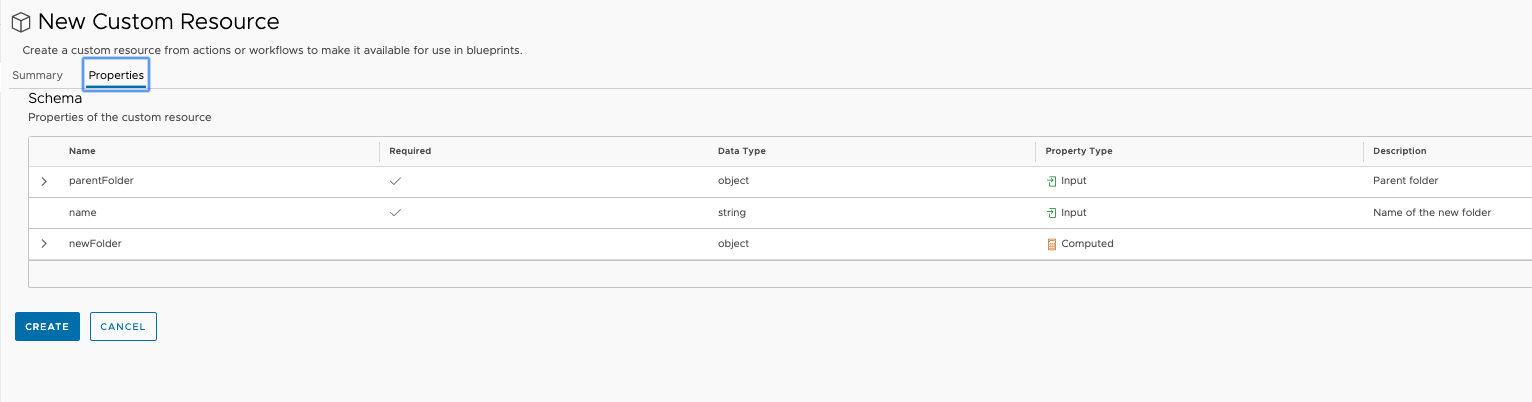 New Custom Resource
Create a custom resource from actions or workflows to make it available for use in blueprints.
Summary Properties
Schema
Properties of the custom resource
Name Required Data Type Property Type Description
parentFolder object Input Parent folder
name string Input Name of the new folder
newFolder object Computed
CREATE CANCEL